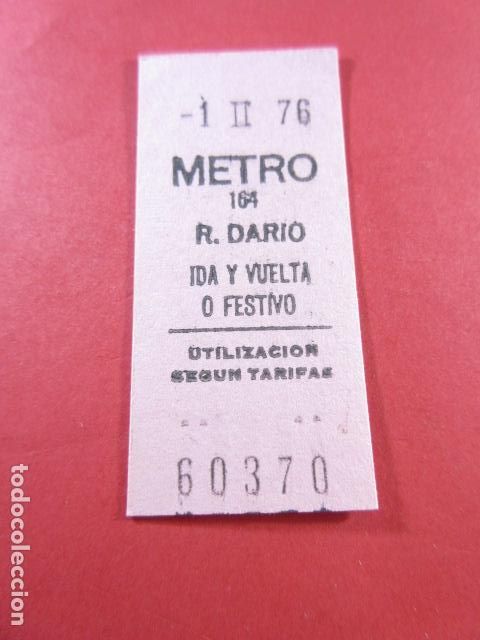 -1 II 76
METRO
164
R. DARIO
IDA Y VUELTA
O FESTIVO
UTILIZACION
SEGUN TARIFAS
60370
todocoleccion